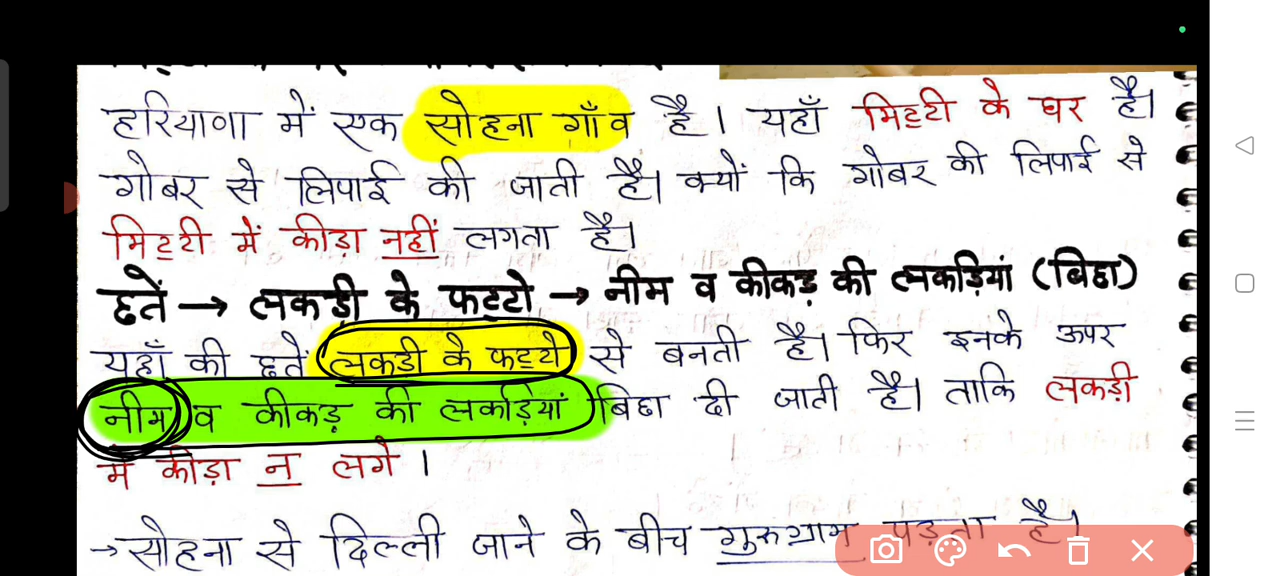 हरियाणा में एक सोहना गाँव है। यहाँ मिट्टी के घर है।
गोबर से लिपाई की जाती है। क्यों कि गोबर की लिपाई से
मिट्टी में कीड़ा नहीं लगता है।
छतें → लकड़ी के फट्टो → नीम व कीकड़ की लकड़ियां (बिछा)
यहाँ की छतें लकडी के फट्टो से बनती है। फिर इनके ऊपर
नीम व कीकड़ की लकड़ियां बिछा दी जाती है। ताकि लकड़ी
में कीड़ा न लगे।
→ सोहना से दिल्ली जाने के बीच गुरुग्राम पड़ता है।